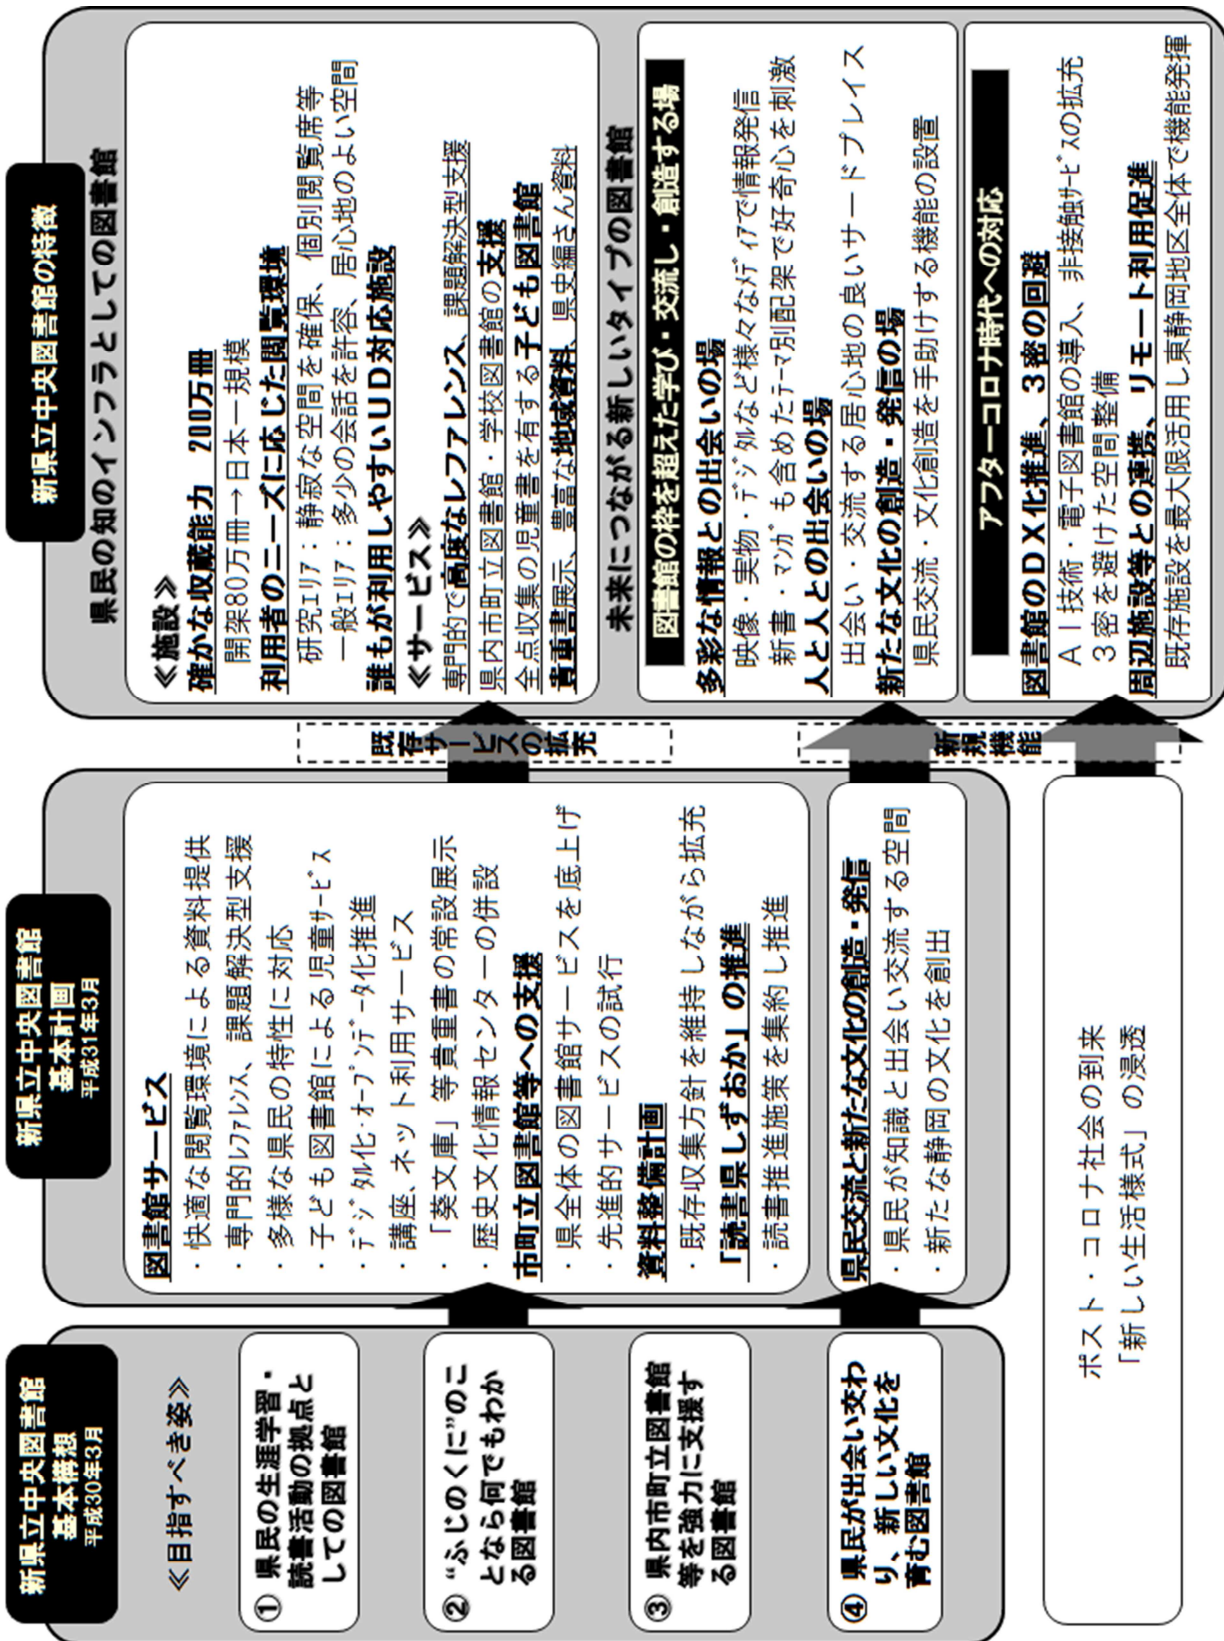 新県立中央図書館
基本構想
平成30年3月
≪目指すべき姿≫
① 県民の生涯学習・
読書活動の拠点と
しての図書館
② “ふじのくに”のこ
となら何でもわか
る図書館
③ 県内市町立図書館
等を強力に支援す
る図書館
④ 県民が出会い交わ
り、新しい文化を
育む図書館
新県立中央図書館
基本計画
平成31年3月
図書館サービス
・快適な閲覧環境による資料提供
・専門的ﾚﾌｧﾚﾝｽ、課題解決型支援
・多様な県民の特性に対応
・子ども図書館による児童ｻｰﾋﾞｽ
・ﾃﾞｼﾞﾀﾙ化・ｵｰﾌﾟﾝﾃﾞｰﾀ化推進
・講座、ネット利用サービス
・「葵文庫」等貴重書の常設展示
・歴史文化情報センターの併設
市町立図書館等への支援
・県全体の図書館サービスを底上げ
・先進的サービスの試行
資料整備計画
・既存収集方針を維持しながら拡充
「読書県しずおか」の推進
・読書推進施策を集約し推進
県民交流と新たな文化の創造・発信
・県民が知識と出会い交流する空間
・新たな静岡の文化を創出
ポスト・コロナ社会の到来
「新しい生活様式」の浸透
既存サービスの拡充
新規機能
新県立中央図書館の特徴
県民の知のインフラとしての図書館
≪施設≫
確かな収蔵能力 200万冊
開架80万冊→日本一規模
利用者のニーズに応じた閲覧環境
研究ｴﾘｱ：静寂な空間を確保、個別閲覧席等
一般ｴﾘｱ：多少の会話を許容、居心地のよい空間
誰もが利用しやすいＵＤ対応施設
≪サービス≫
専門的で高度なレファレンス、課題解決型支援
県内市町立図書館・学校図書館の支援
全点収集の児童書を有する子ども図書館
貴重書展示、豊富な地域資料、県史編さん資料
未来につながる新しいタイプの図書館
図書館の枠を超えた学び・交流し・創造する場
多彩な情報との出会いの場
映像・実物・ﾃﾞｼﾞﾀﾙなど様々なﾒﾃﾞｨｱで情報発信
新書・ﾏﾝｶﾞも含めたﾃｰﾏ別配架で好奇心を刺激
人と人との出会いの場
出会い・交流する居心地の良いサードプレイス
新たな文化の創造・発信の場
県民交流・文化創造を手助けする機能の設置
アフターコロナ時代への対応
図書館のＤＸ化推進、３密の回避
ＡＩ技術・電子図書館の導入、非接触ｻｰﾋﾞｽの拡充
３密を避けた空間整備
周辺施設等との連携、リモート利用促進
既存施設を最大限活用し東静岡地区全体で機能発揮